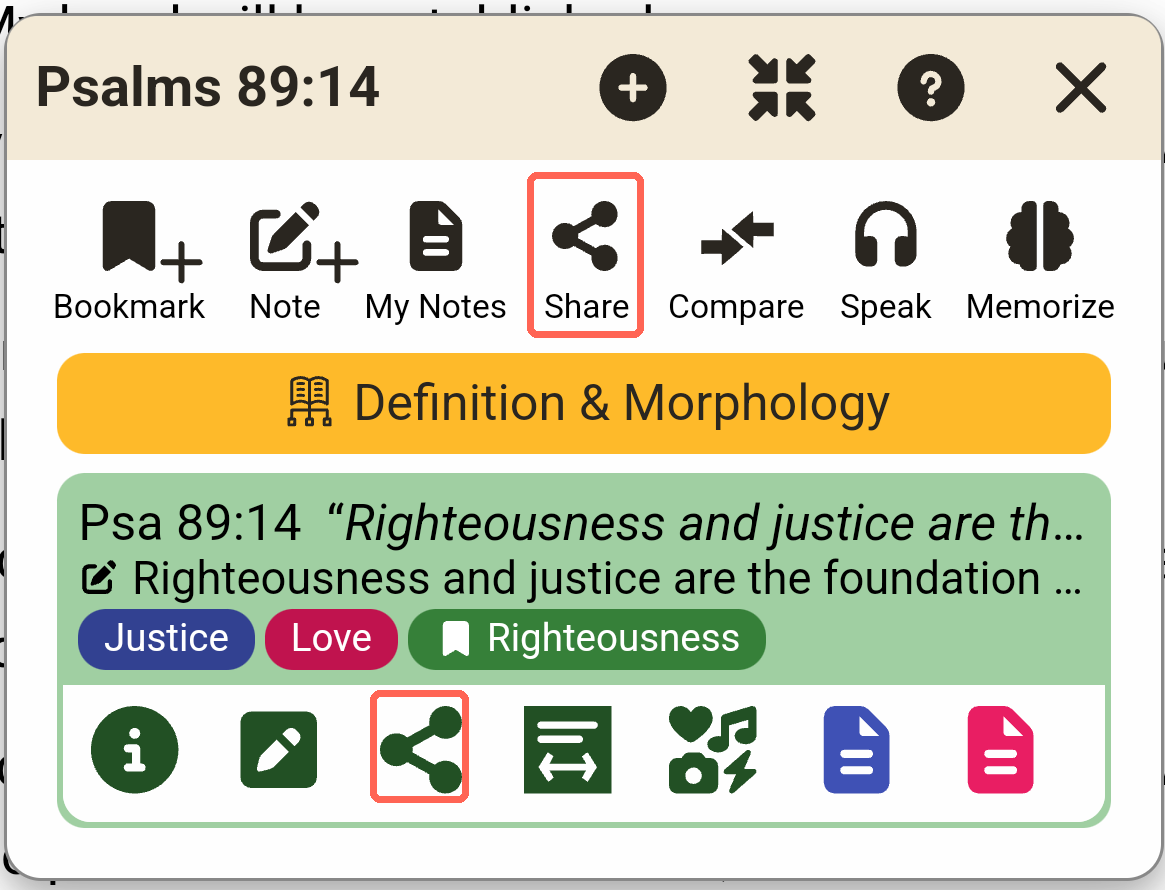 Psalms 89:14
Bookmark Note My Notes Share Compare Speak Memorize
Definition & Morphology
Psa 89:14 “Righteousness and justice are th...
Righteousness and justice are the foundation ...
Justice Love Righteousness